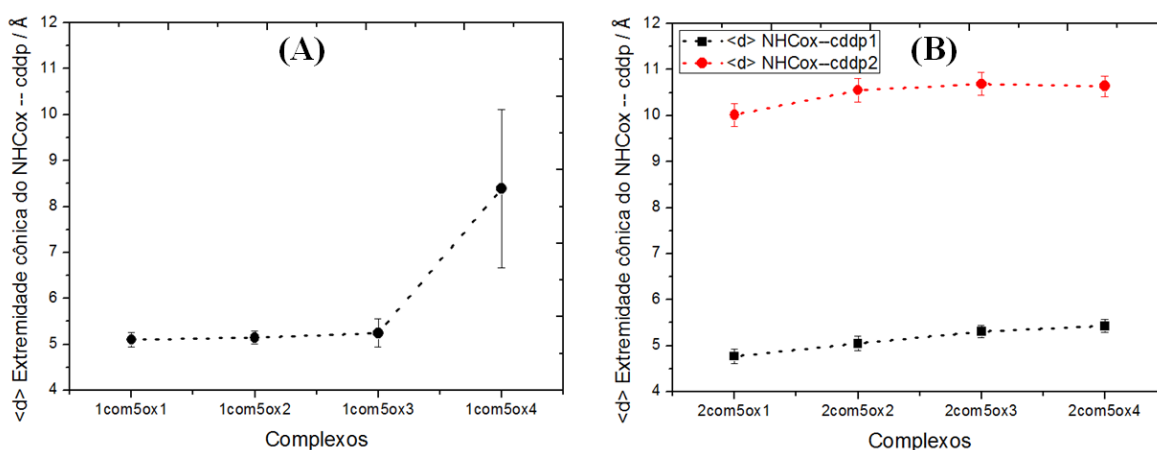 (A)
<d> Extremidade cônica do NHCox -- cddp / Å
12
11
10
9
8
7
6
5
4
1com5ox1 1com5ox2 1com5ox3 1com5ox4
Complexos
(B)
<d> NHCox--cddp1
<d> NHCox--cddp2
<d> Extremidade cônica do NHCox -- cddp / Å
12
11
10
9
8
7
6
5
4
2com5ox1 2com5ox2 2com5ox3 2com5ox4
Complexos